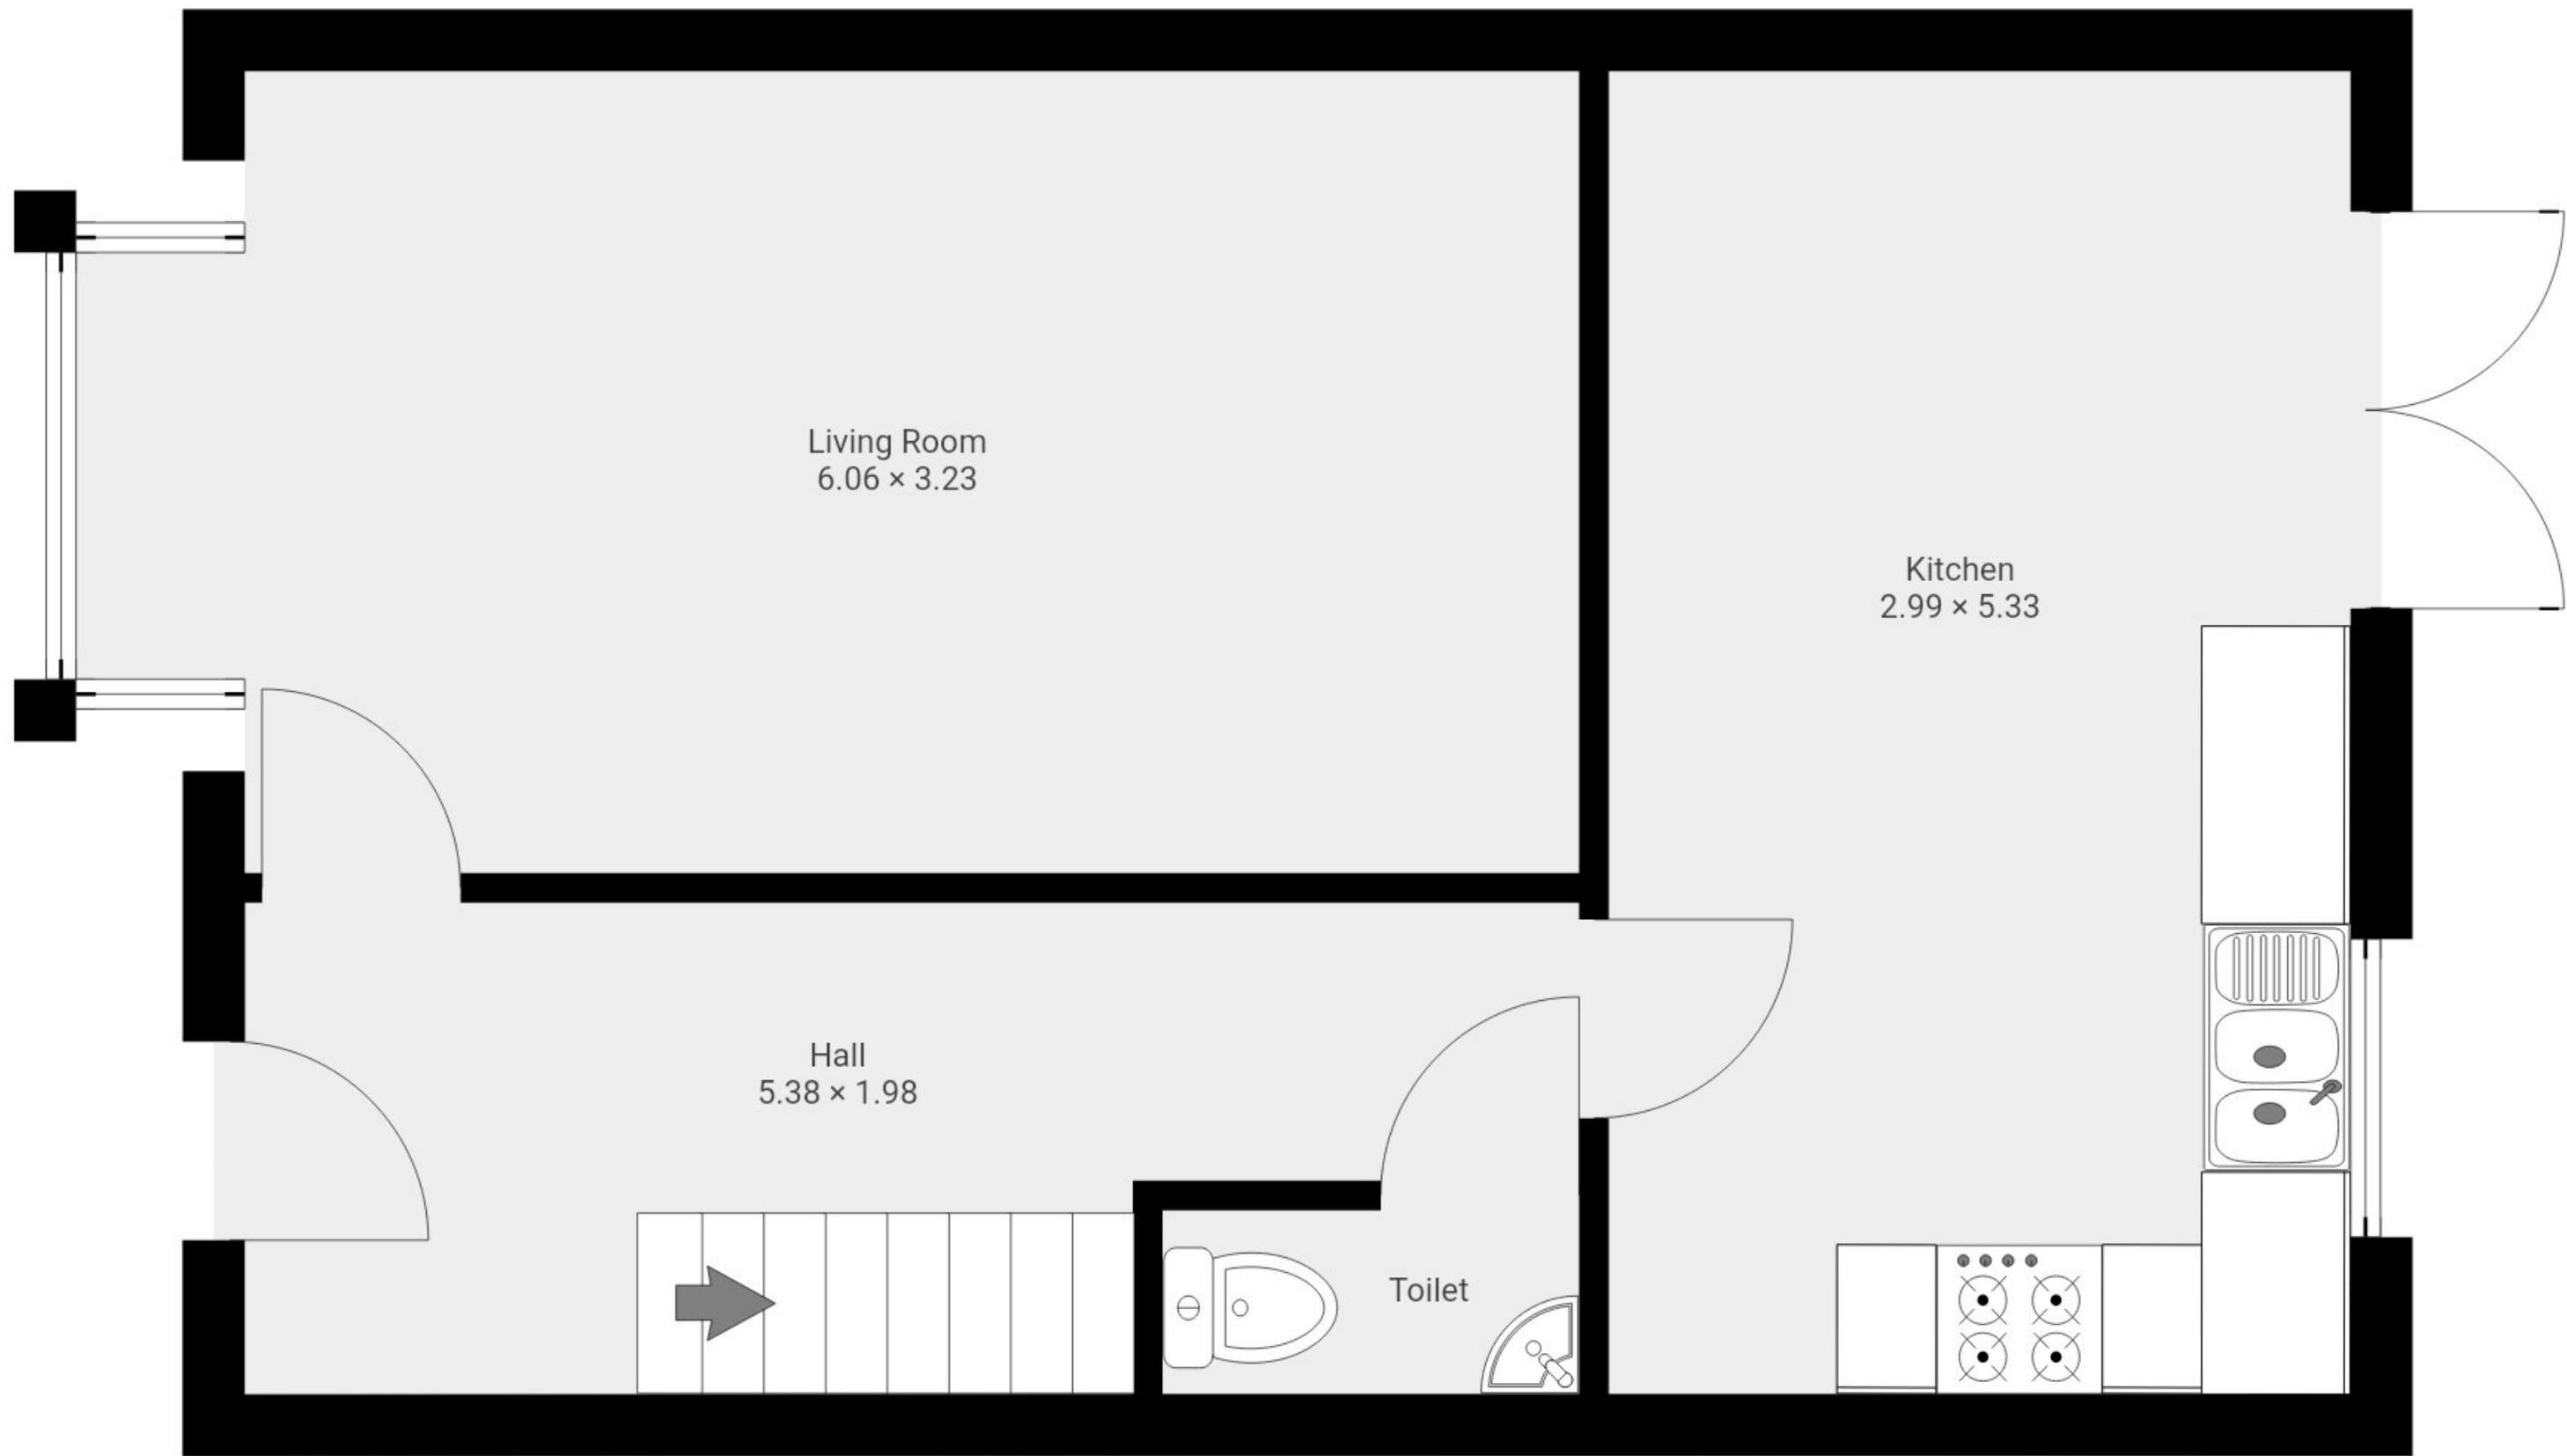 Living Room
6.06 × 3.23
Kitchen
2.99 × 5.33
Hall
5.38 × 1.98
Toilet